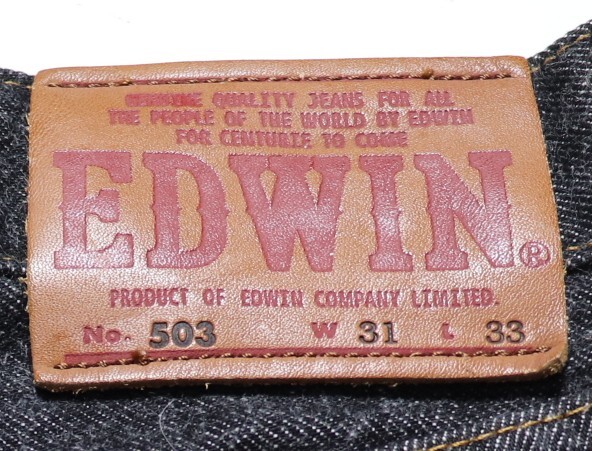 GENUINE QUALITY JEANS FOR ALL
THE PEOPLE OF THE WORLD BY EDWIN
FOR CENTURIE TO COME
EDWIN®
PRODUCT OF EDWIN COMPANY LIMITED.
No. 503 W 31 L 33